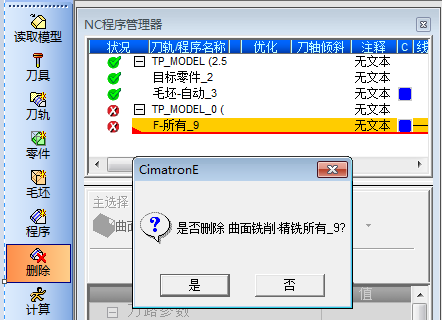 读取模型
刀具
刀轨
零件
毛坯
程序
删除
计算
NC程序管理器
状况 刀轨/程序名称 优化 刀轴倾斜 注释 C 线
TP_MODEL (2.5 无文本
目标零件_2 无文本
毛坯-自动_3 无文本
TP_MODEL_0 ( 无文本
F-所有_9 无文本
主选择
曲面
CimatronE
是否删除 曲面铣削 精铣所有_9?
是 否
值
刀路参数